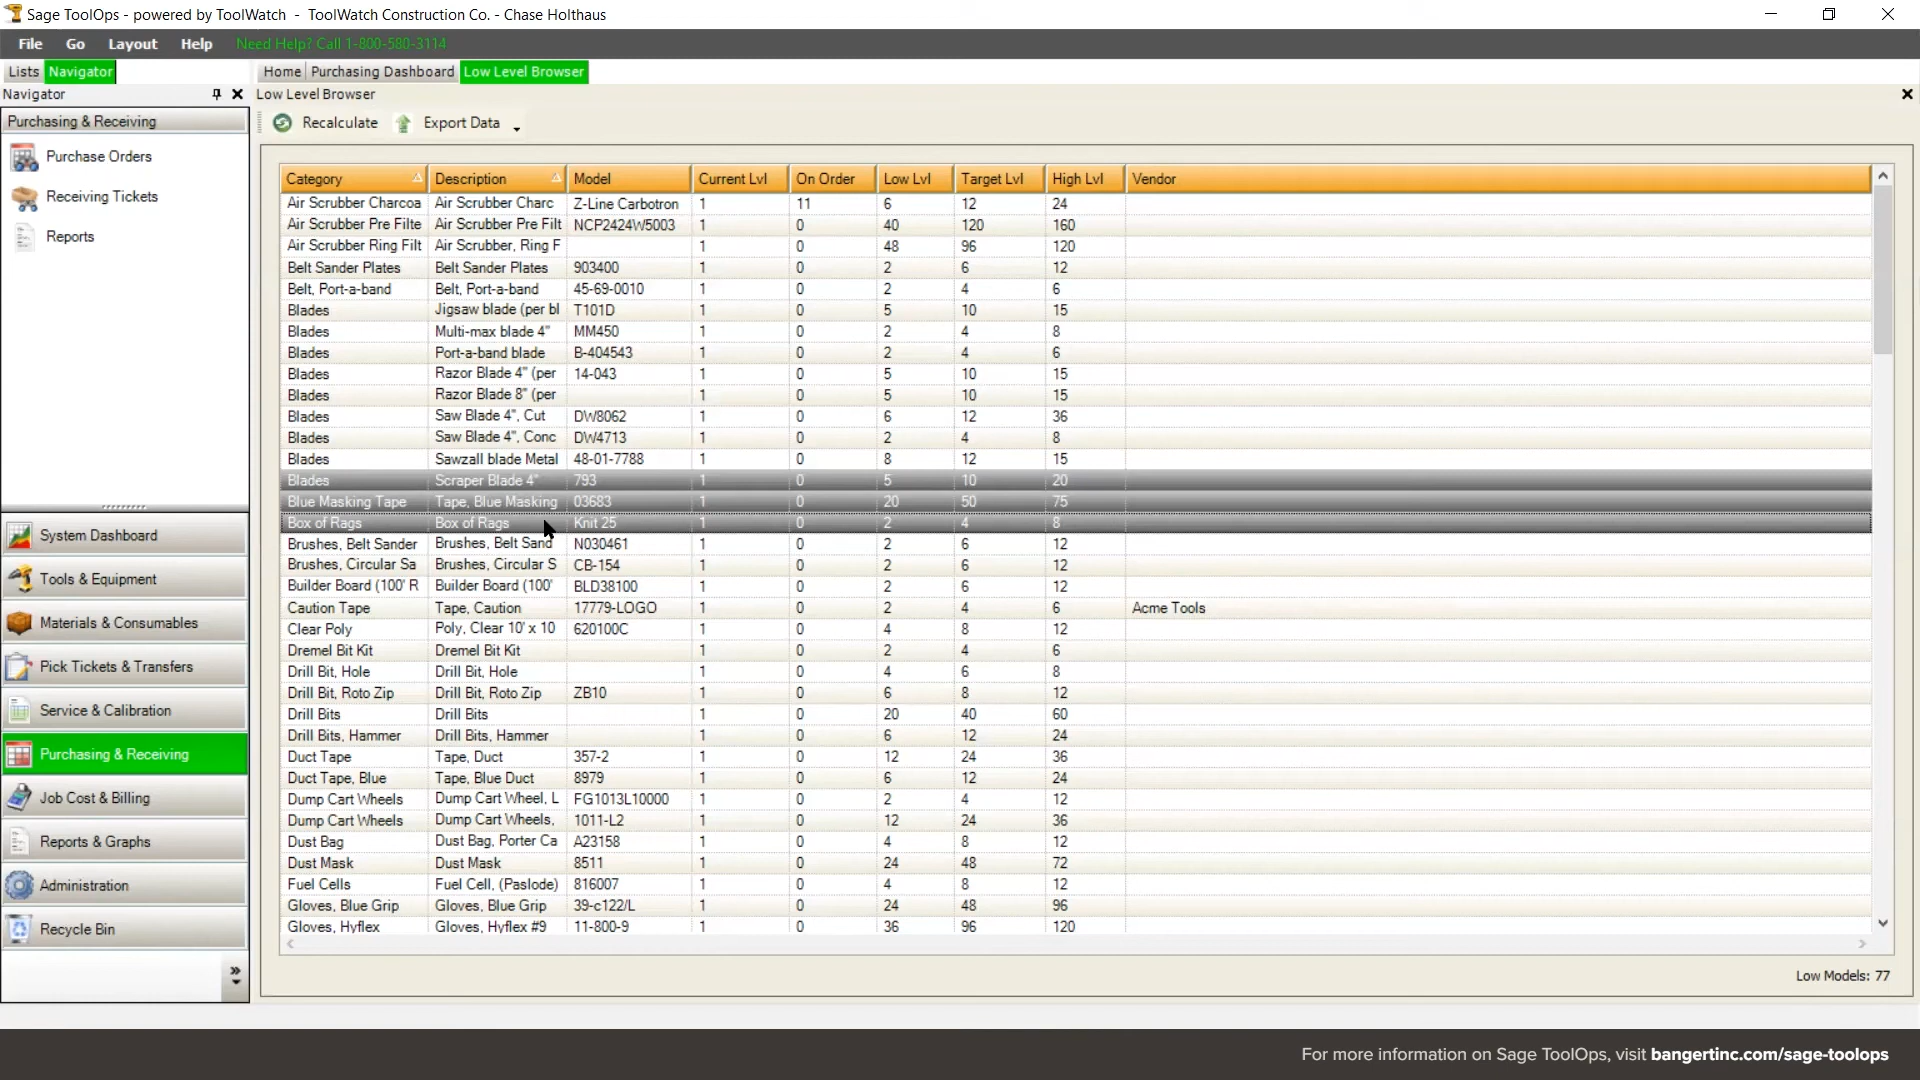 Sage ToolOps - powered by ToolWatch - ToolWatch Construction Co. - Chase Holthaus
File Go Layout Help Need Help? Call 1-800-580-3114
Lists Navigator Home Purchasing Dashboard Low Level Browser
Navigator Low Level Browser
Purchasing & Receiving
Purchase Orders
Receiving Tickets
Reports
System Dashboard
Tools & Equipment
Materials & Consumables
Pick Tickets & Transfers
Service & Calibration
Purchasing & Receiving
Job Cost & Billing
Reports & Graphs
Administration
Recycle Bin
Recalculate Export Data
Category Description Model Current Lvl On Order Low Lvl Target Lvl High Lvl Vendor
Air Scrubber Charcoa Air Scrubber Charc Z-Line Carbotron 1 11 6 12 24
Air Scrubber Pre Filte Air Scrubber Pre Filt NCP2424W5003 1 0 40 120 160
Air Scrubber Ring Filt Air Scrubber, Ring F 1 0 48 96 120
Belt Sander Plates Belt Sander Plates 903400 1 0 2 6 12
Belt, Port-a-band Belt, Port-a-band 45-69-0010 1 0 2 4 6
Blades Jigsaw blade (per bl T101D 1 0 5 10 15
Blades Multi-max blade 4" MM450 1 0 2 4 8
Blades Port-a-band blade B-404543 1 0 2 4 6
Blades Razor Blade 4" (per 14-043 1 0 5 10 15
Blades Razor Blade 8" (per 1 0 5 10 15
Blades Saw Blade 4", Cut DW8062 1 0 6 12 36
Blades Saw Blade 4", Conc DW4713 1 0 2 4 8
Blades Sawzall blade Metal 48-01-7788 1 0 8 12 15
Blades Scraper Blade 4" 793 1 0 5 10 20
Blue Masking Tape Tape, Blue Masking 03683 1 0 20 50 75
Box of Rags Box of Rags Knit 25 1 0 2 4 8
Brushes, Belt Sander Brushes, Belt Sand N030461 1 0 2 6 12
Brushes, Circular Sa Brushes, Circular S CB-154 1 0 2 6 12
Builder Board (100' R Builder Board (100' BLD38100 1 0 2 6 12
Caution Tape Tape, Caution 17779-LOGO 1 0 2 4 6 Acme Tools
Clear Poly Poly, Clear 10' x 10 620100C 1 0 4 8 12
Dremel Bit Kit Dremel Bit Kit 1 0 2 4 6
Drill Bit, Hole Drill Bit, Hole 1 0 4 6 8
Drill Bit, Roto Zip Drill Bit, Roto Zip ZB10 1 0 6 8 12
Drill Bits Drill Bits 1 0 20 40 60
Drill Bits, Hammer Drill Bits, Hammer 1 0 6 12 24
Duct Tape Tape, Duct 357-2 1 0 12 24 36
Duct Tape, Blue Tape, Blue Duct 8979 1 0 6 12 24
Dump Cart Wheels Dump Cart Wheel, L FG1013L10000 1 0 2 4 12
Dump Cart Wheels Dump Cart Wheels, 1011-L2 1 0 12 24 36
Dust Bag Dust Bag, Porter Ca A23158 1 0 4 8 12
Dust Mask Dust Mask 8511 1 0 24 48 72
Fuel Cells Fuel Cell, (Paslode) 816007 1 0 4 8 12
Gloves, Blue Grip Gloves, Blue Grip 39-c122/L 1 0 24 48 96
Gloves, Hyflex Gloves, Hyflex #9 11-800-9 1 0 36 96 120
Low Models: 77
For more information on Sage ToolOps, visit bangertinc.com/sage-toolops